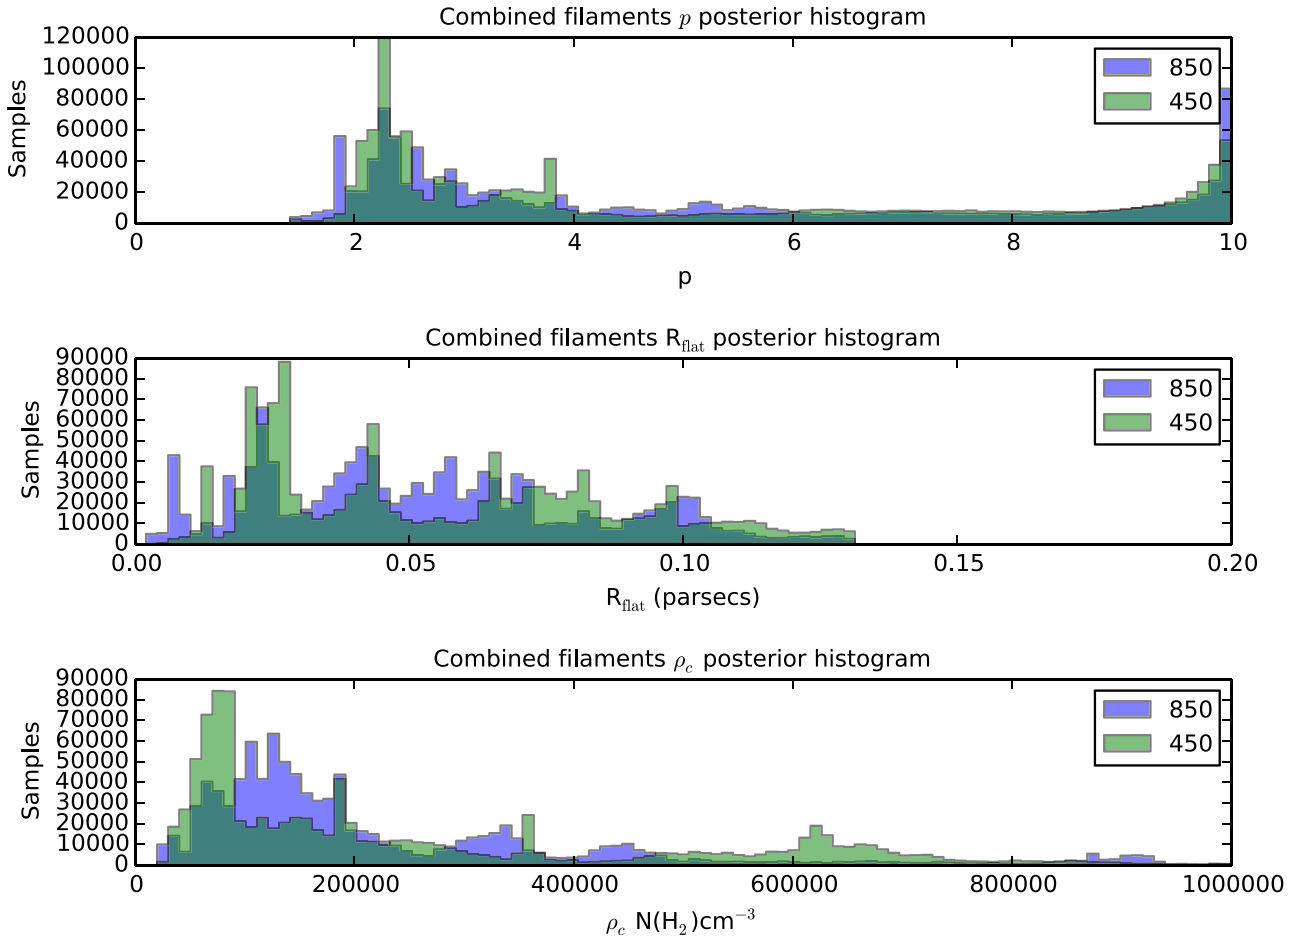 Combined filaments p posterior histogram
120000
100000
80000
60000
40000
20000
0
Samples
850
450
0 2 4 6 8 10
p
Combined filaments R_flat posterior histogram
90000
80000
70000
60000
50000
40000
30000
20000
10000
0
Samples
850
450
0.00 0.05 0.10 0.15 0.20
R_flat (parsecs)
Combined filaments ρ_c posterior histogram
90000
80000
70000
60000
50000
40000
30000
20000
10000
0
Samples
850
450
0 200000 400000 600000 800000 1000000
ρ_c N(H₂)cm⁻³